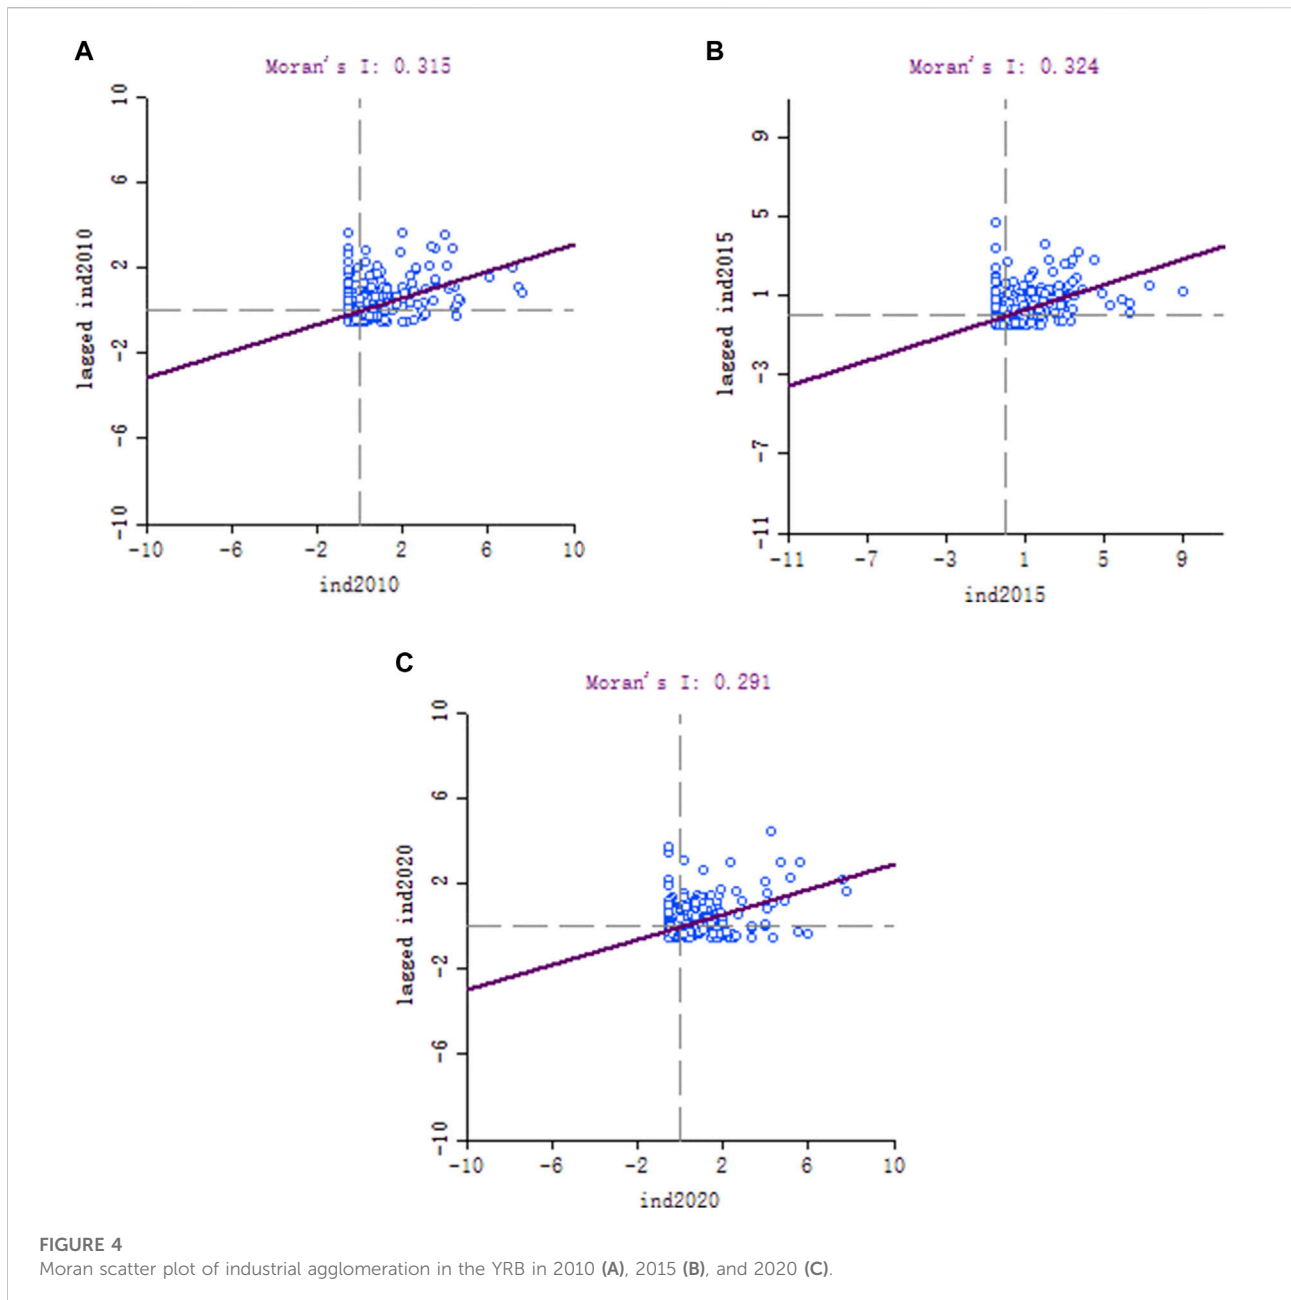 A
Moran's I: 0.315
10
6
2
-2
-6
-10
lagged ind2010
-10 -6 -2 2 6 10
ind2010
B
Moran's I: 0.324
9
5
1
-3
-7
-11
lagged ind2015
-11 -7 -3 1 5 9
ind2015
C
Moran's I: 0.291
10
6
2
-2
-6
-10
lagged ind2020
-10 -6 -2 2 6 10
ind2020
FIGURE 4
Moran scatter plot of industrial agglomeration in the YRB in 2010 (A), 2015 (B), and 2020 (C).